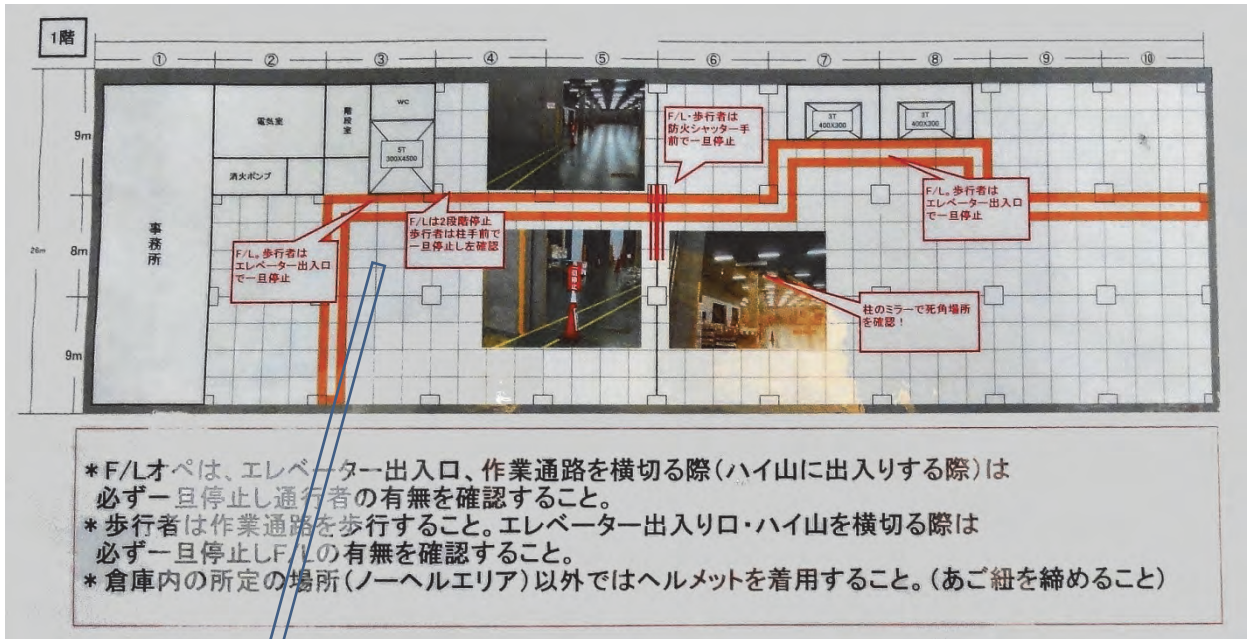 1階
① ② ③ ④ ⑤ ⑥ ⑦ ⑧ ⑨ ⑩
9m
8m
9m
事務所
電気室
消火ポンプ
階段室
WC
5T
300X4500
3T
400X300
3T
400X300
F/L・歩行者は
防火シャッター手
前で一旦停止
F/L。歩行者は
エレベーター出入口
で一旦停止
F/Lは2段階停止
歩行者は柱手前で
一旦停止し左確認
F/L。歩行者は
エレベーター出入口
で一旦停止
柱のミラーで死角場所
を確認!
*F/Lオペは、エレベーター出入口、作業通路を横切る際(ハイ山に出入りする際)は
必ず一旦停止し通行者の有無を確認すること。
*歩行者は作業通路を歩行すること。エレベーター出入り口・ハイ山を横切る際は
必ず一旦停止しF/Lの有無を確認すること。
*倉庫内の所定の場所(ノーヘルエリア)以外ではヘルメットを着用すること。(あご紐を締めること)